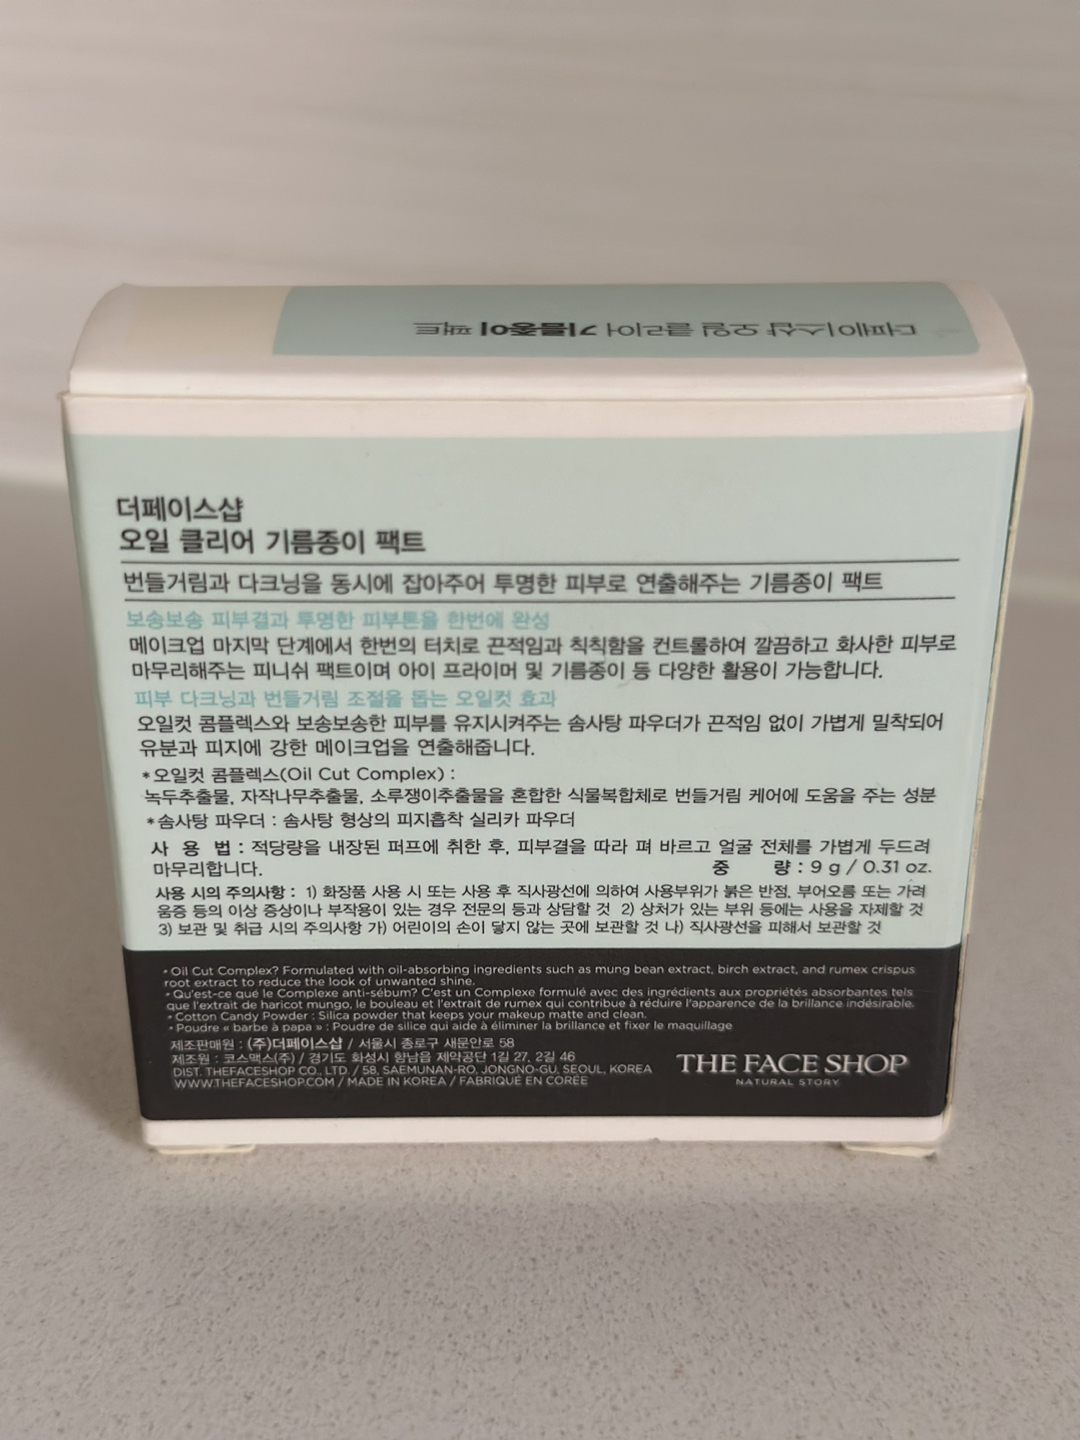 더페이스샵 오일 클리어 기름종이 팩트
더페이스샵
오일 클리어 기름종이 팩트
번들거림과 다크닝을 동시에 잡아주어 투명한 피부로 연출해주는 기름종이 팩트
보송보송 피부결과 투명한 피부톤을 한번에 완성
메이크업 마지막 단계에서 한번의 터치로 끈적임과 칙칙함을 컨트롤하여 깔끔하고 화사한 피부로
마무리해주는 피니쉬 팩트이며 아이 프라이머 및 기름종이 등 다양한 활용이 가능합니다.
피부 다크닝과 번들거림 조절을 돕는 오일컷 효과
오일컷 콤플렉스와 보송보송한 피부를 유지시켜주는 솜사탕 파우더가 끈적임 없이 가볍게 밀착되어
유분과 피지에 강한 메이크업을 연출해줍니다.
*오일컷 콤플렉스(Oil Cut Complex) :
녹두추출물, 자작나무추출물, 소루쟁이추출물을 혼합한 식물복합체로 번들거림 케어에 도움을 주는 성분
*솜사탕 파우더 : 솜사탕 형상의 피지흡착 실리카 파우더
사 용 법 : 적당량을 내장된 퍼프에 취한 후, 피부결을 따라 펴 바르고 얼굴 전체를 가볍게 두드려
마무리합니다. 중 량 : 9 g / 0.31 oz.
사용 시의 주의사항 : 1) 화장품 사용 시 또는 사용 후 직사광선에 의하여 사용부위가 붉은 반점, 부어오름 또는 가려
움증 등의 이상 증상이나 부작용이 있는 경우 전문의 등과 상담할 것 2) 상처가 있는 부위 등에는 사용을 자제할 것
3) 보관 및 취급 시의 주의사항 가) 어린이의 손이 닿지 않는 곳에 보관할 것 나) 직사광선을 피해서 보관할 것
• Oil Cut Complex? Formulated with oil-absorbing ingredients such as mung bean extract, birch extract, and rumex crispus
root extract to reduce the look of unwanted shine.
• Qu'est-ce qué le Complexe anti-sébum? C'est un Complexe formulé avec des ingrédients aux propriétés absorbantes tels
que l'extrait de haricot mungo, le bouleau et l'extrait de rumex qui contribue à réduire l'apparence de la brillance indésirable.
• Cotton Candy Powder : Silica powder that keeps your makeup matte and clean.
• Poudre « barbe à papa » : Poudre de silice qui aide à éliminer la brillance et fixer le maquillage
제조판매원 : (주)더페이스샵 / 서울시 종로구 새문안로 58
제조원 : 코스맥스(주) / 경기도 화성시 향남읍 제약공단 1길 27, 2길 46
DIST. THEFACESHOP CO., LTD. / 58, SAEMUNAN-RO, JONGNO-GU, SEOUL, KOREA
WWW.THEFACESHOP.COM / MADE IN KOREA / FABRIQUÉ EN CORÉE
THE FACE SHOP
NATURAL STORY